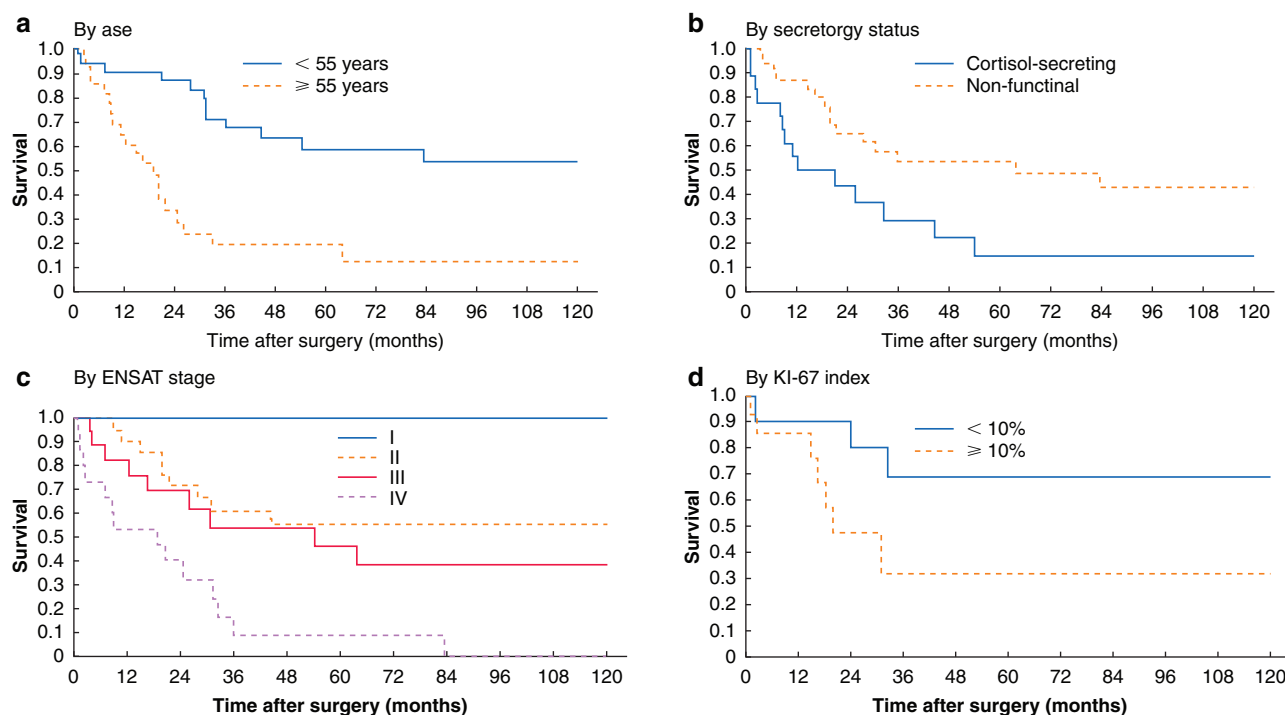 a By ase
1.0
0.9
0.8
0.7
0.6
0.5
0.4
0.3
0.2
0.1
0
Survival
< 55 years
⩾ 55 years
0 12 24 36 48 60 72 84 96 108 120
Time after surgery (months)
b By secretorgy status
1.0
0.9
0.8
0.7
0.6
0.5
0.4
0.3
0.2
0.1
0
Survival
Cortisol-secreting
Non-functinal
0 12 24 36 48 60 72 84 96 108 120
Time after surgery (months)
c By ENSAT stage
1.0
0.9
0.8
0.7
0.6
0.5
0.4
0.3
0.2
0.1
0
Survival
I
II
III
IV
0 12 24 36 48 60 72 84 96 108 120
Time after surgery (months)
d By KI-67 index
1.0
0.9
0.8
0.7
0.6
0.5
0.4
0.3
0.2
0.1
0
Survival
< 10%
⩾ 10%
0 12 24 36 48 60 72 84 96 108 120
Time after surgery (months)